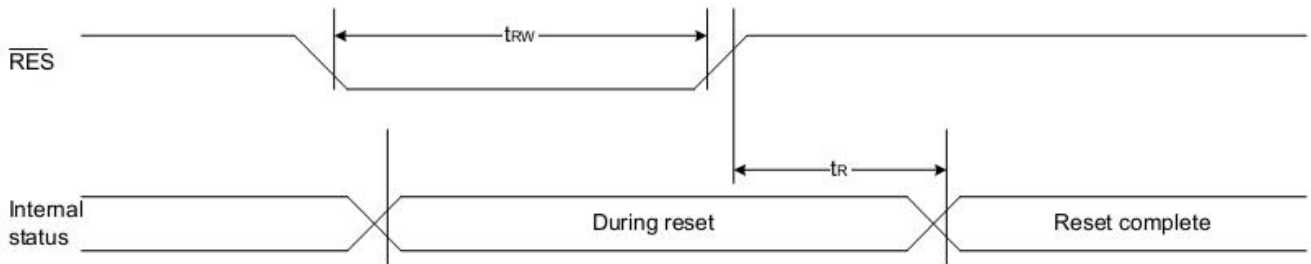 tRW
RES
tR
Internal
status
During reset
Reset complete